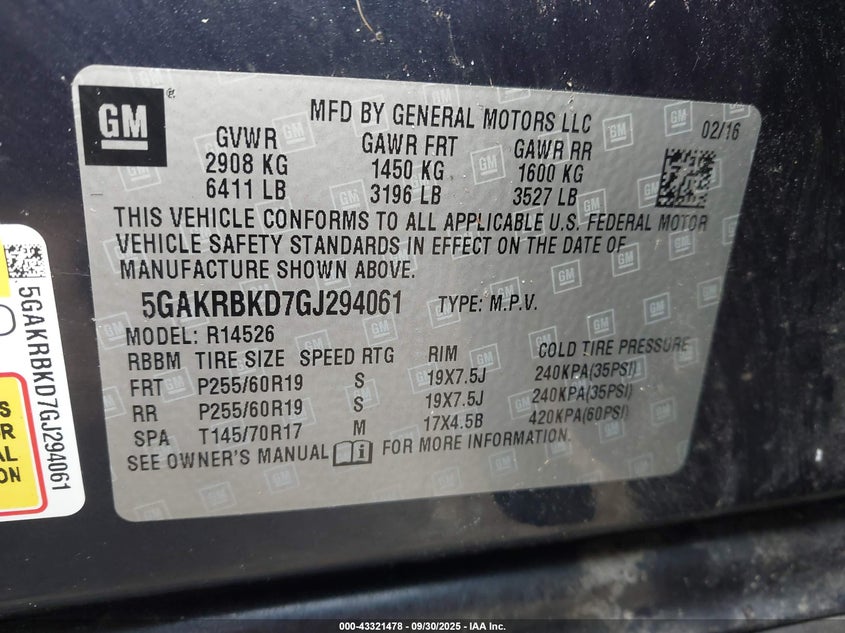 GM
MFD BY GENERAL MOTORS LLC
02/16
GVWR GAWR FRT GAWR RR
2908 KG 1450 KG 1600 KG
6411 LB 3196 LB 3527 LB
THIS VEHICLE CONFORMS TO ALL APPLICABLE U.S. FEDERAL MOTOR
VEHICLE SAFETY STANDARDS IN EFFECT ON THE DATE OF
MANUFACTURE SHOWN ABOVE.
5GAKRBKD7GJ294061 TYPE: M.P.V.
MODEL: R14526
RBBM TIRE SIZE SPEED RTG RIM COLD TIRE PRESSURE
FRT P255/60R19 S 19X7.5J 240KPA(35PSI)
RR P255/60R19 S 19X7.5J 240KPA(35PSI)
SPA T145/70R17 M 17X4.5B 420KPA(60PSI)
SEE OWNER'S MANUAL FOR MORE INFORMATION.
5GAKRBKD7GJ294061
000-43321478 - 09/30/2025 - IAA Inc.